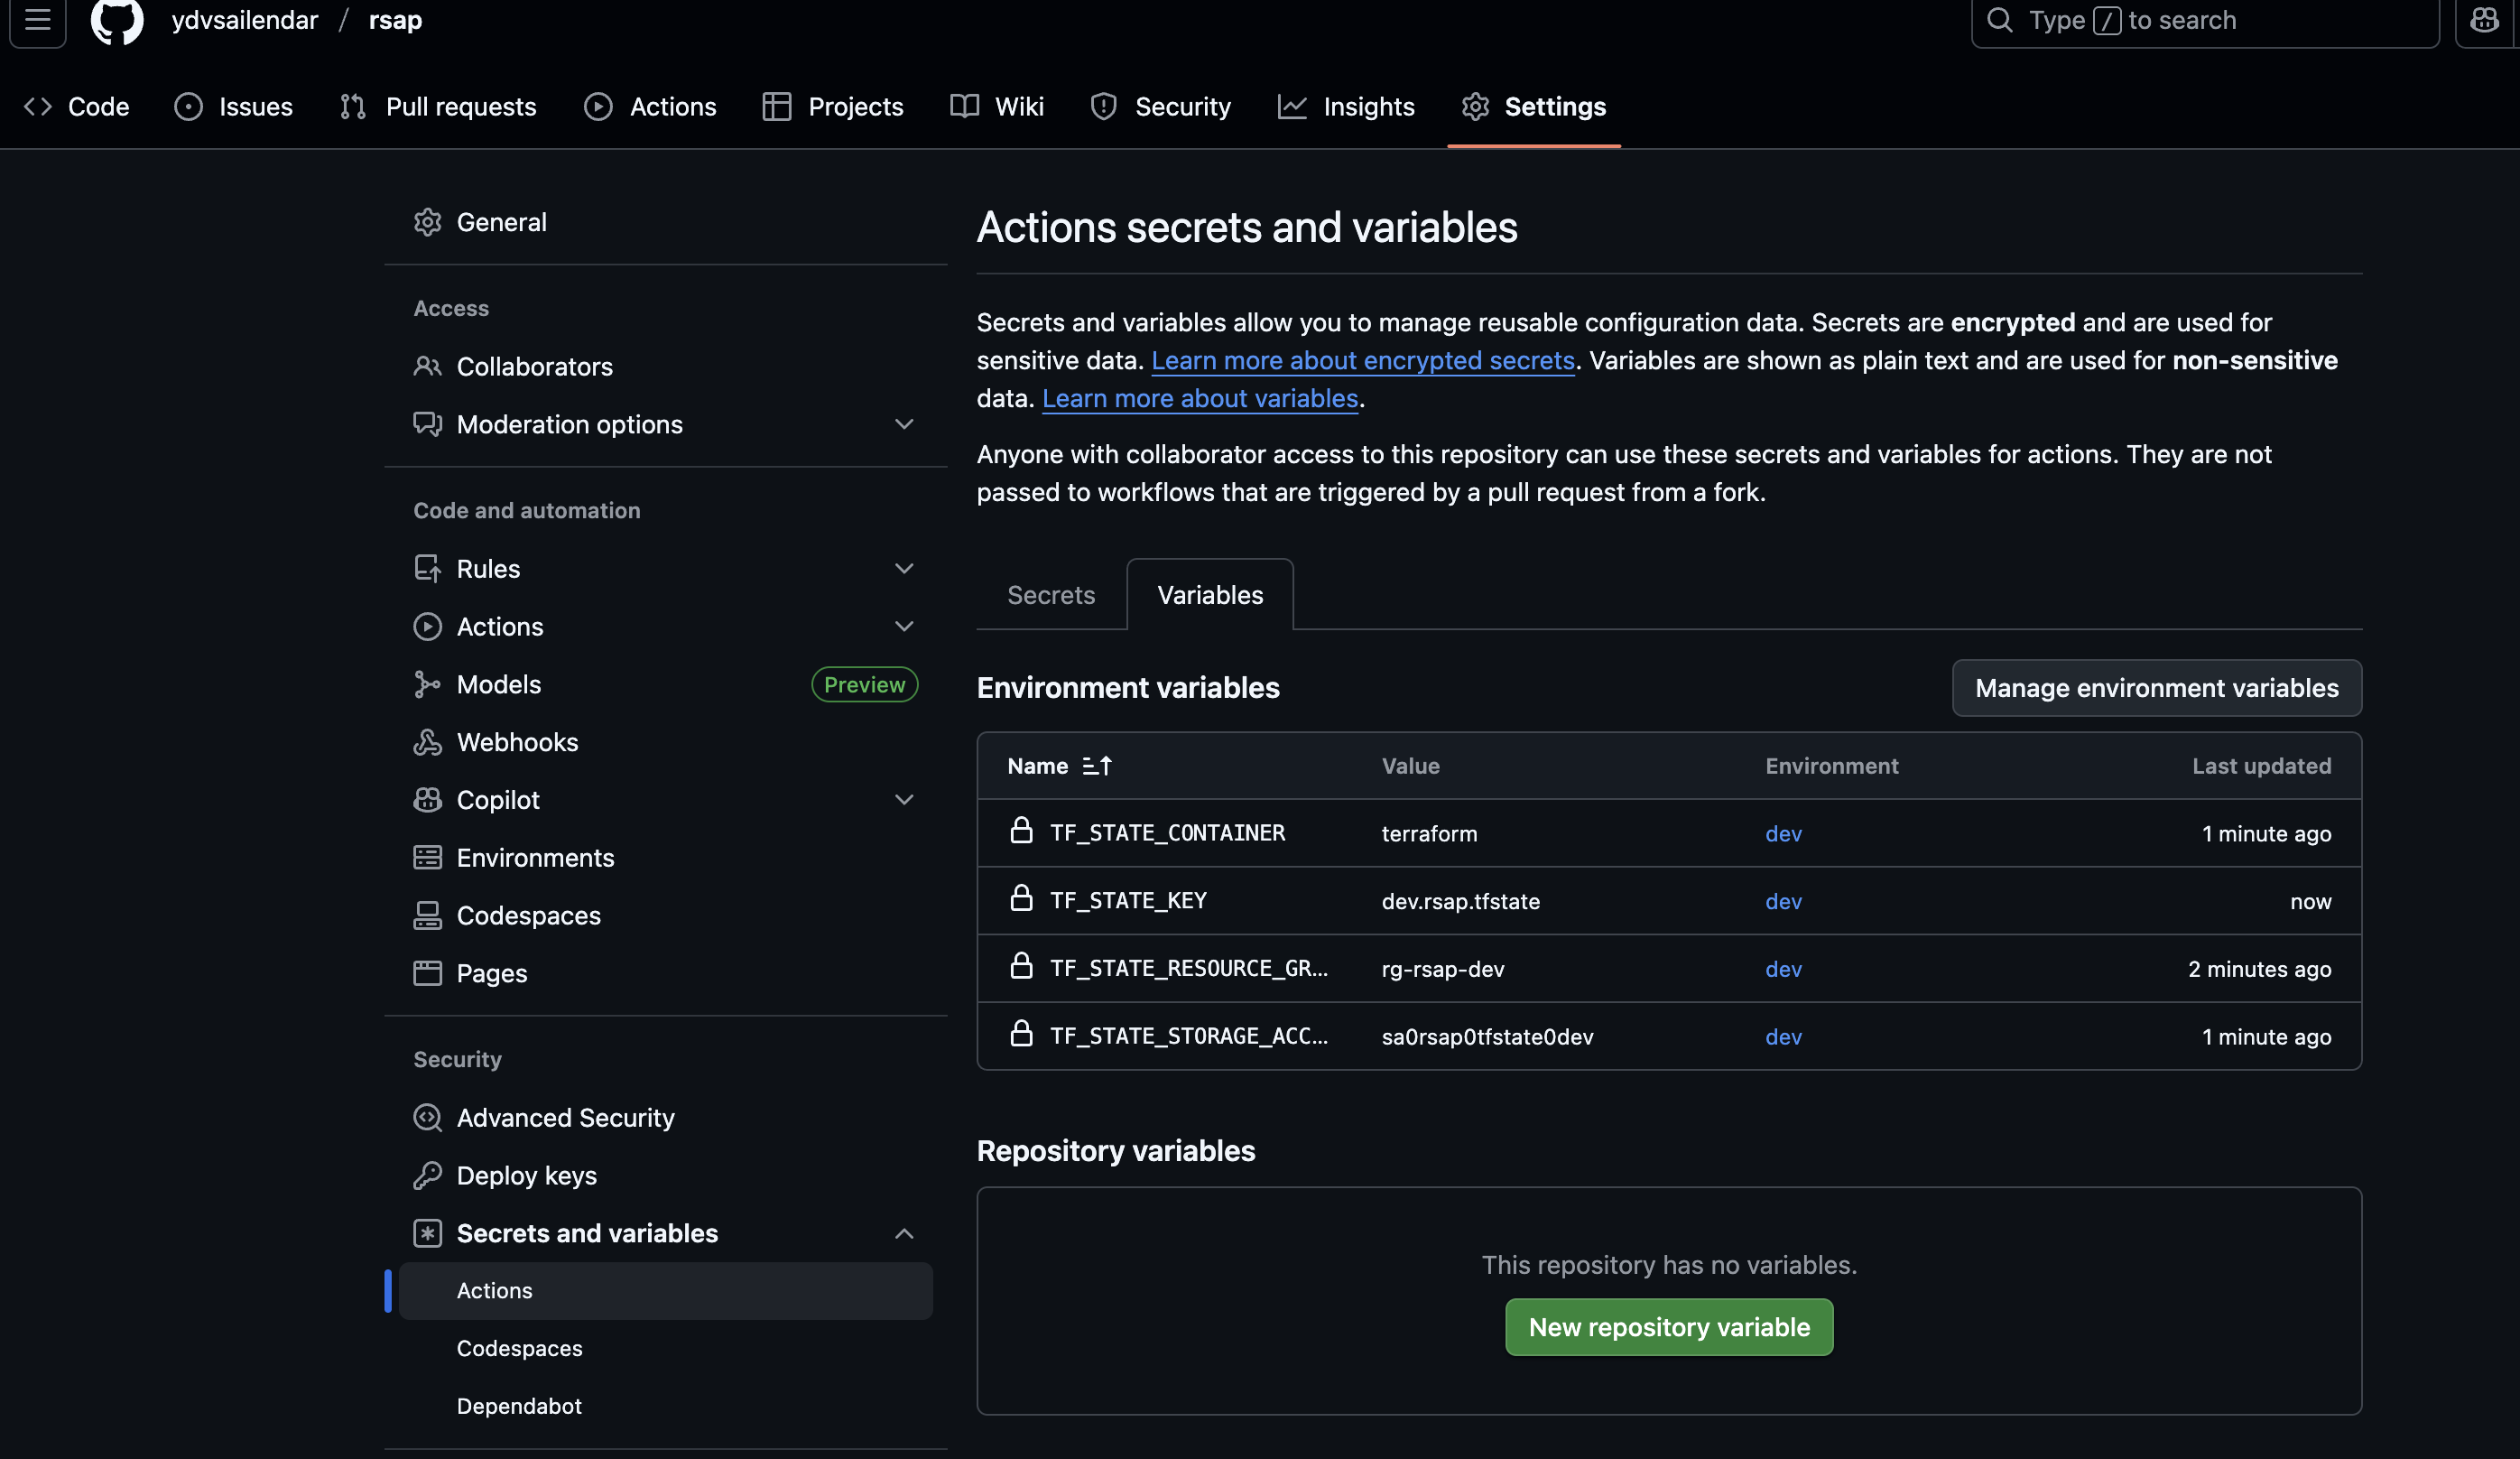 ydvsailendar / rsap
Type / to search
Code Issues Pull requests Actions Projects Wiki Security Insights Settings
General
Access
Collaborators
Moderation options
Code and automation
Rules
Actions
Models Preview
Webhooks
Copilot
Environments
Codespaces
Pages
Security
Advanced Security
Deploy keys
Secrets and variables
Actions
Codespaces
Dependabot
Actions secrets and variables
Secrets and variables allow you to manage reusable configuration data. Secrets are encrypted and are used for
sensitive data. Learn more about encrypted secrets. Variables are shown as plain text and are used for non-sensitive
data. Learn more about variables.
Anyone with collaborator access to this repository can use these secrets and variables for actions. They are not
passed to workflows that are triggered by a pull request from a fork.
Secrets Variables
Environment variables Manage environment variables
Name Value Environment Last updated
TF_STATE_CONTAINER terraform dev 1 minute ago
TF_STATE_KEY dev.rsap.tfstate dev now
TF_STATE_RESOURCE_GR... rg-rsap-dev dev 2 minutes ago
TF_STATE_STORAGE_ACC... sa0rsap0tfstate0dev dev 1 minute ago
Repository variables
This repository has no variables.
New repository variable